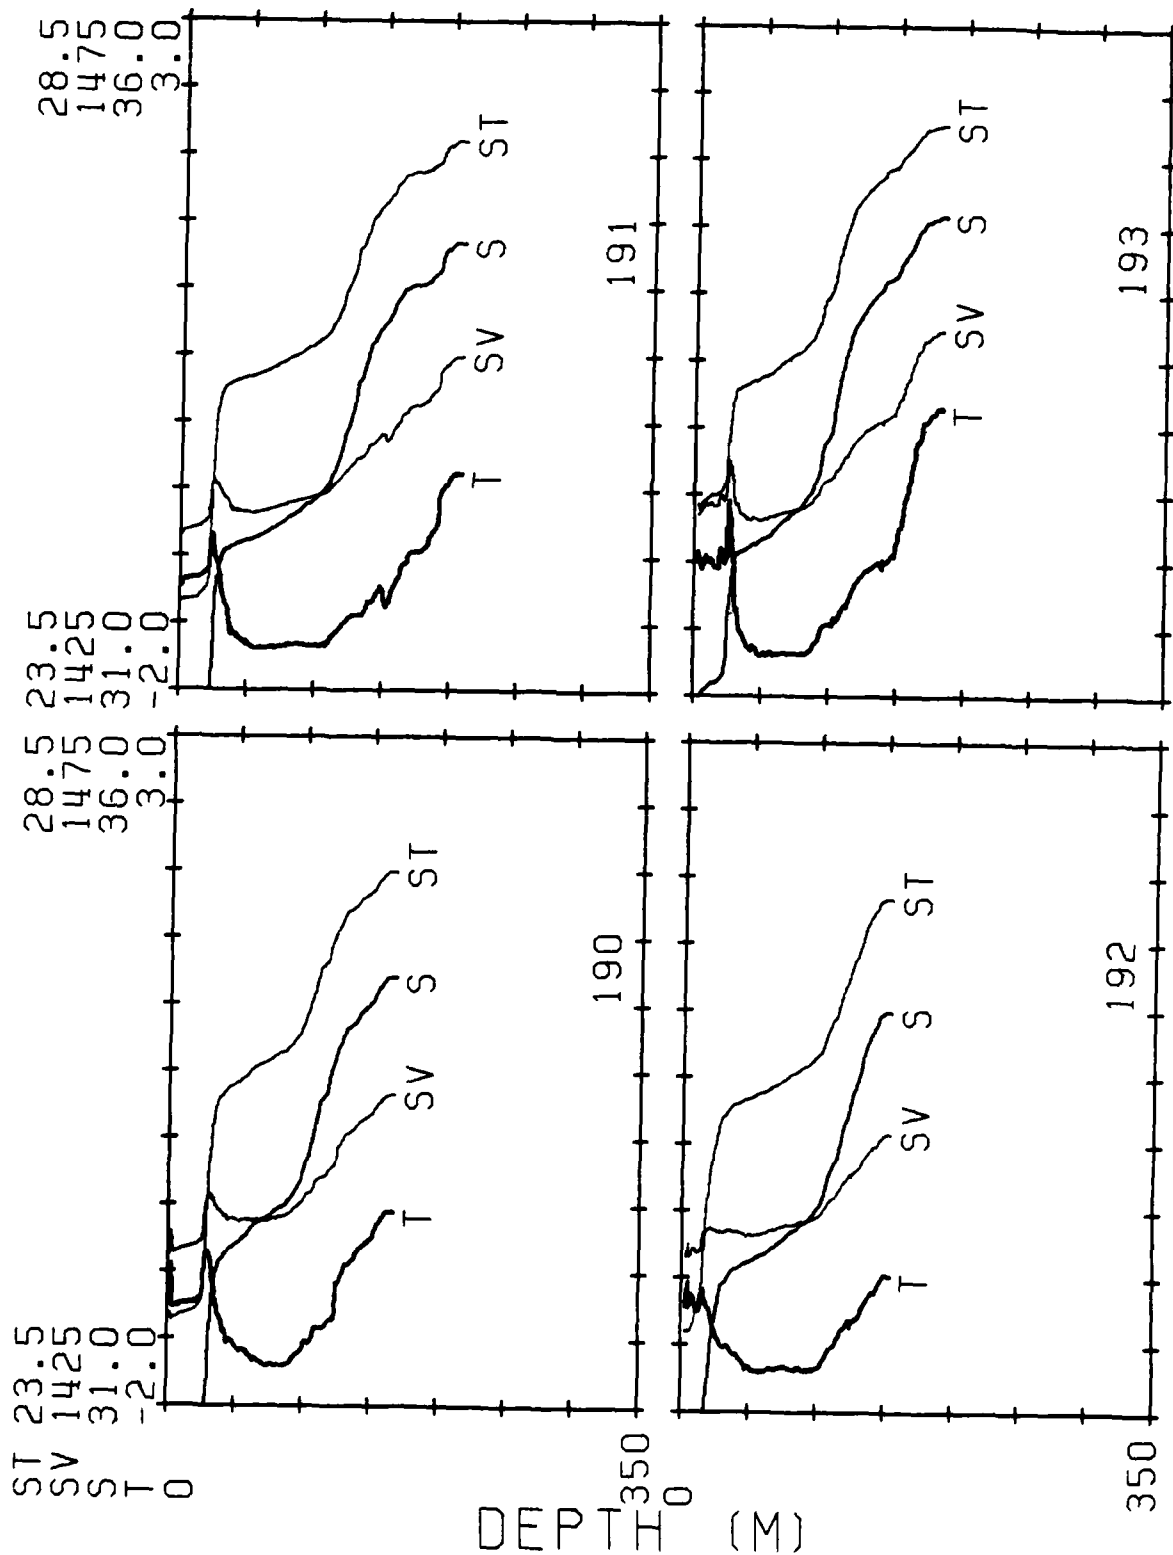 ST 23.5 28.5 23.5 28.5
SV 1425 1475 1425 1475
S 31.0 36.0 31.0 36.0
T -2.0 3.0 -2.0 3.0
0
T SV S ST
T SV S ST
350
190
191
0
T SV S ST
T SV S ST
350
192
193
DEPTH (M)